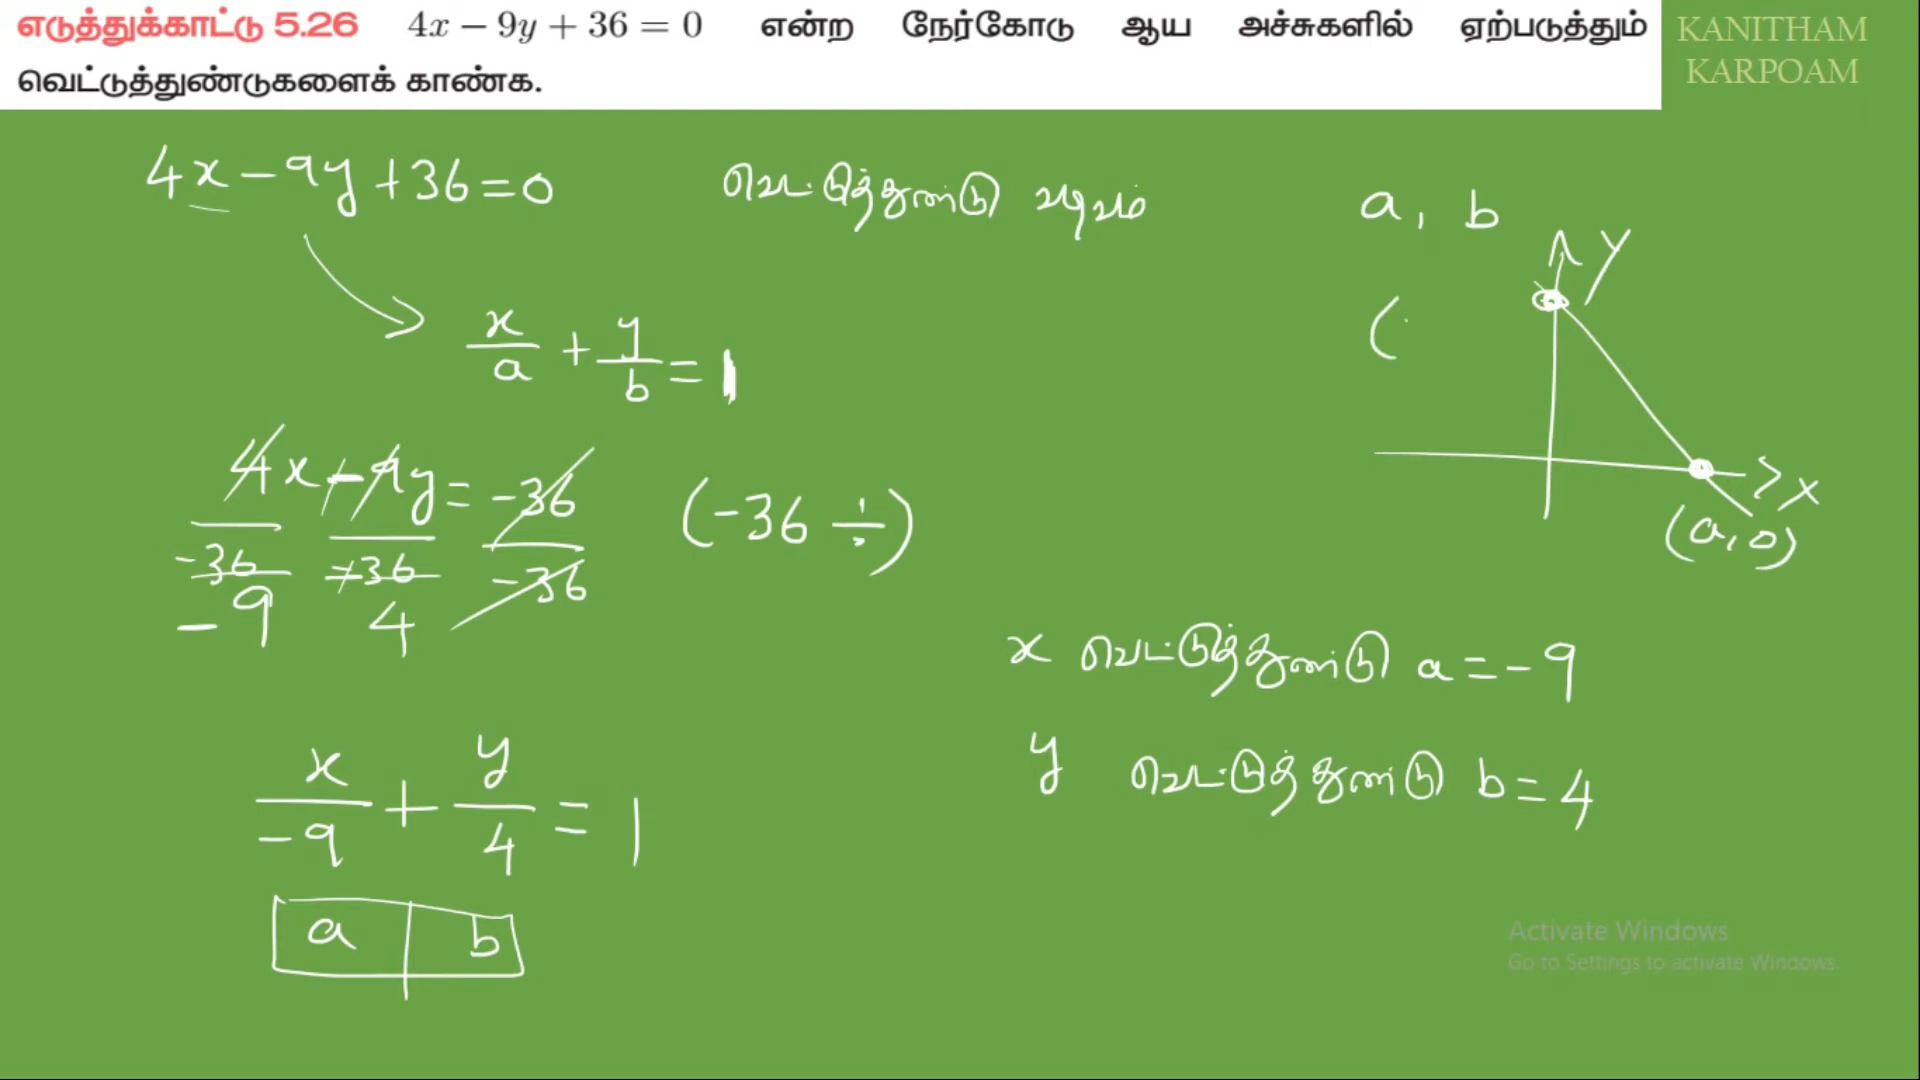 எடுத்துக்காட்டு 5.26 4x − 9y + 36 = 0 என்ற நேர்கோடு ஆய அச்சுகளில் ஏற்படுத்தும்
வெட்டுத்துண்டுகளைக் காண்க.
KANITHAM
KARPOAM
4x − 9y + 36 = 0
வெட்டுத்துண்டு வடிவம்
a, b
Y
(
x/a + y/b = 1
4x/-36 − 9y/-36 = -36/-36
-9 4
(-36 ÷)
X
(a, 0)
x வெட்டுத்துண்டு a = -9
y வெட்டுத்துண்டு b = 4
x/-9 + y/4 = 1
a b
Activate Windows
Go to Settings to activate Windows.